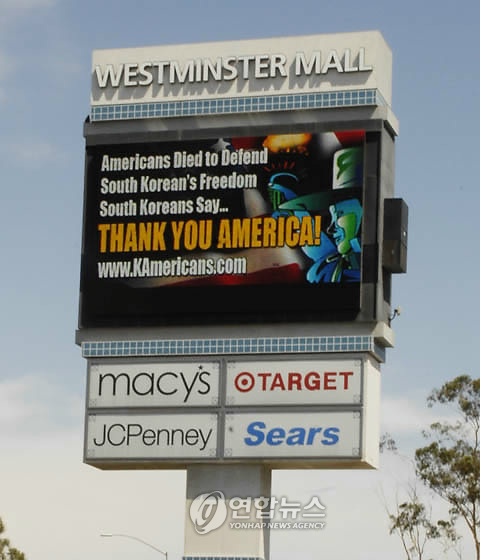 WESTMINSTER MALL
Americans Died to Defend
South Korean's Freedom
South Koreans Say...
THANK YOU AMERICA!
www.KAmericans.com
macy's
TARGET
JCPenney
Sears
연합뉴스
YONHAP NEWS